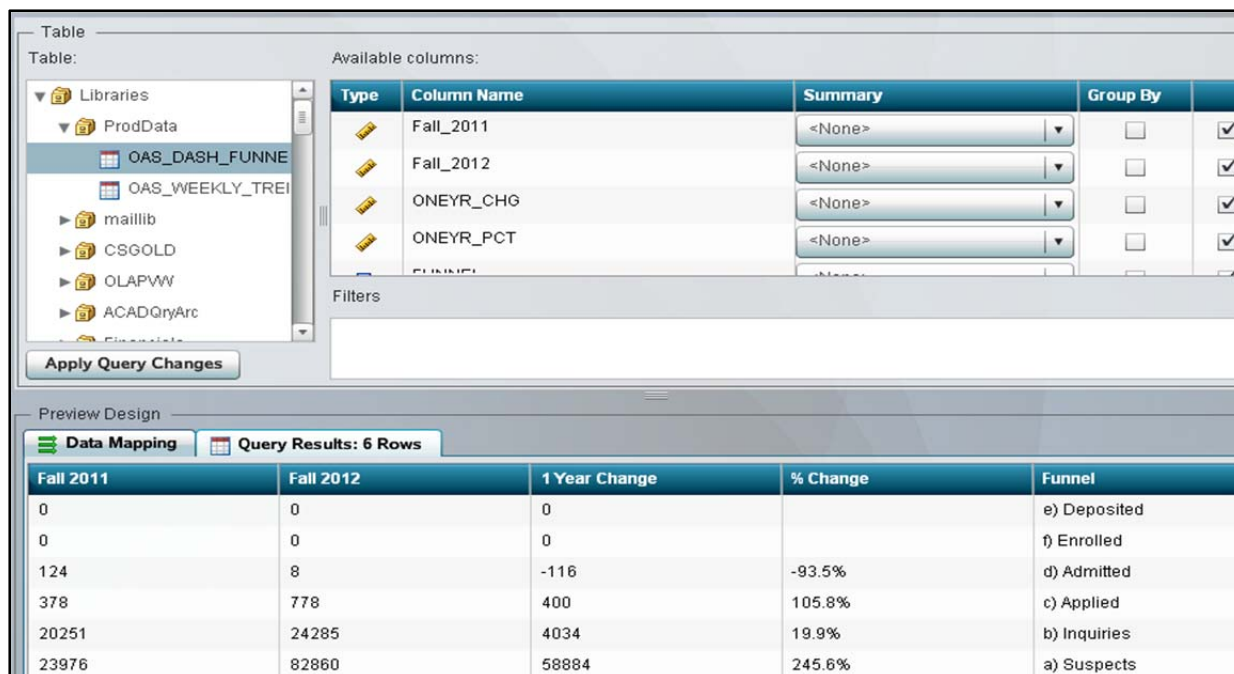 Table
Table:
Available columns:
Libraries
ProdData
OAS_DASH_FUNNE
OAS_WEEKLY_TREI
maillib
CSGOLD
OLAPVW
ACADQryArc
Financials
Apply Query Changes
Type Column Name Summary Group By
Fall_2011 <None>
Fall_2012 <None>
ONEYR_CHG <None>
ONEYR_PCT <None>
FUNNEL <None>
Filters
Preview Design
Data Mapping Query Results: 6 Rows
Fall 2011 Fall 2012 1 Year Change % Change Funnel
0 0 0 e) Deposited
0 0 0 f) Enrolled
124 8 -116 -93.5% d) Admitted
378 778 400 105.8% c) Applied
20251 24285 4034 19.9% b) Inquiries
23976 82860 58884 245.6% a) Suspects